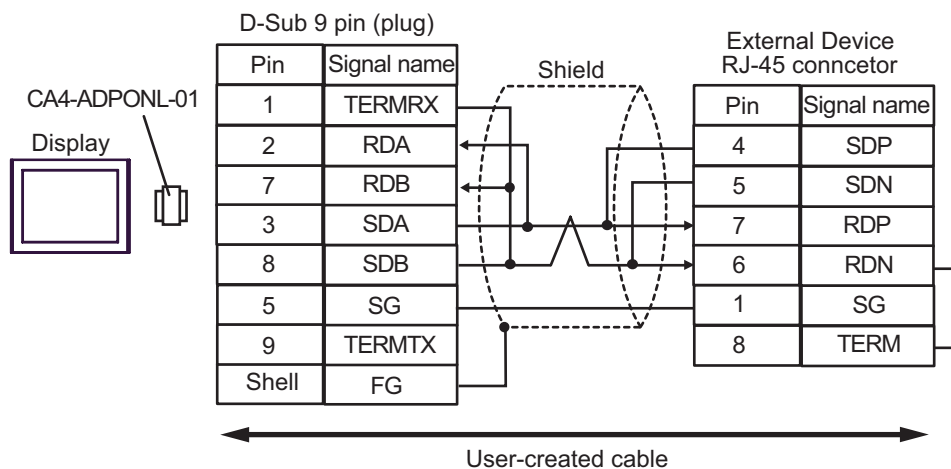 D-Sub 9 pin (plug)
External Device
RJ-45 conncetor
Shield
CA4-ADPONL-01
Display
Pin Signal name
1 TERMRX
2 RDA
7 RDB
3 SDA
8 SDB
5 SG
9 TERMTX
Shell FG
Pin Signal name
4 SDP
5 SDN
7 RDP
6 RDN
1 SG
8 TERM
User-created cable